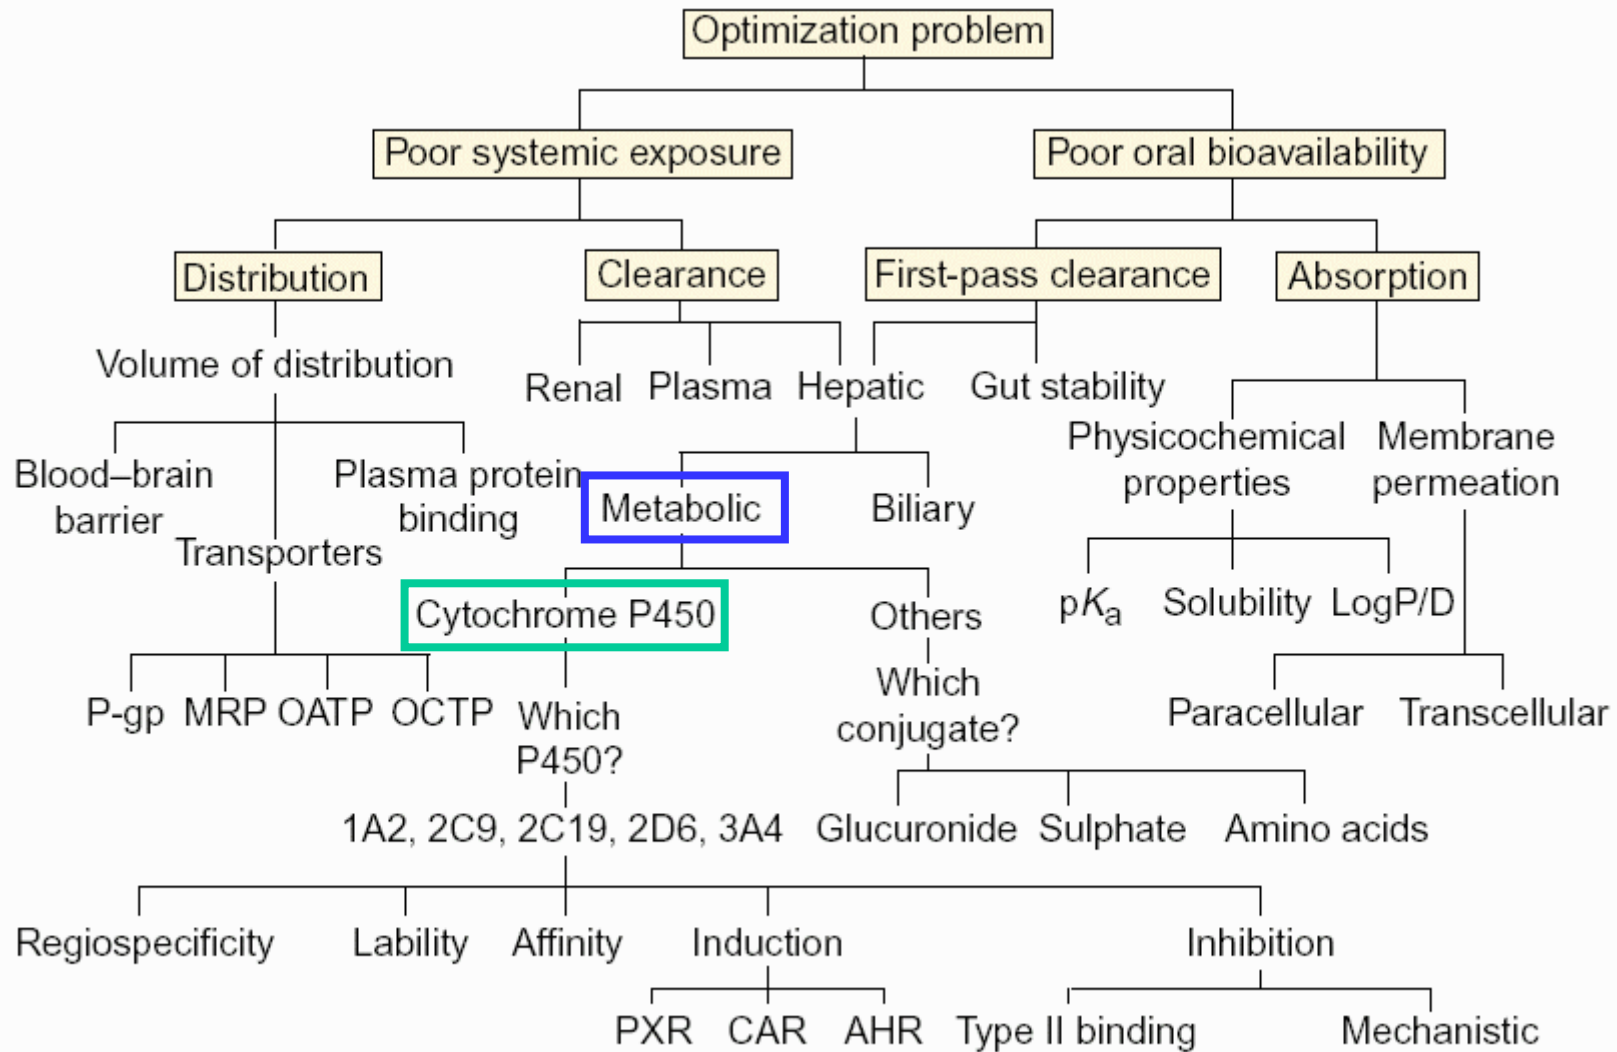 Optimization problem
Poor systemic exposure
Poor oral bioavailability
Distribution
Clearance
First-pass clearance
Absorption
Volume of distribution
Renal
Plasma
Hepatic
Gut stability
Physicochemical
properties
Membrane
permeation
Blood–brain
barrier
Plasma protein
binding
Metabolic
Biliary
Transporters
Cytochrome P450
Others
pKa
Solubility
LogP/D
P-gp
MRP
OATP
OCTP
Which
P450?
Which
conjugate?
Paracellular
Transcellular
1A2, 2C9, 2C19, 2D6, 3A4
Glucuronide
Sulphate
Amino acids
Regiospecificity
Lability
Affinity
Induction
Inhibition
PXR
CAR
AHR
Type II binding
Mechanistic